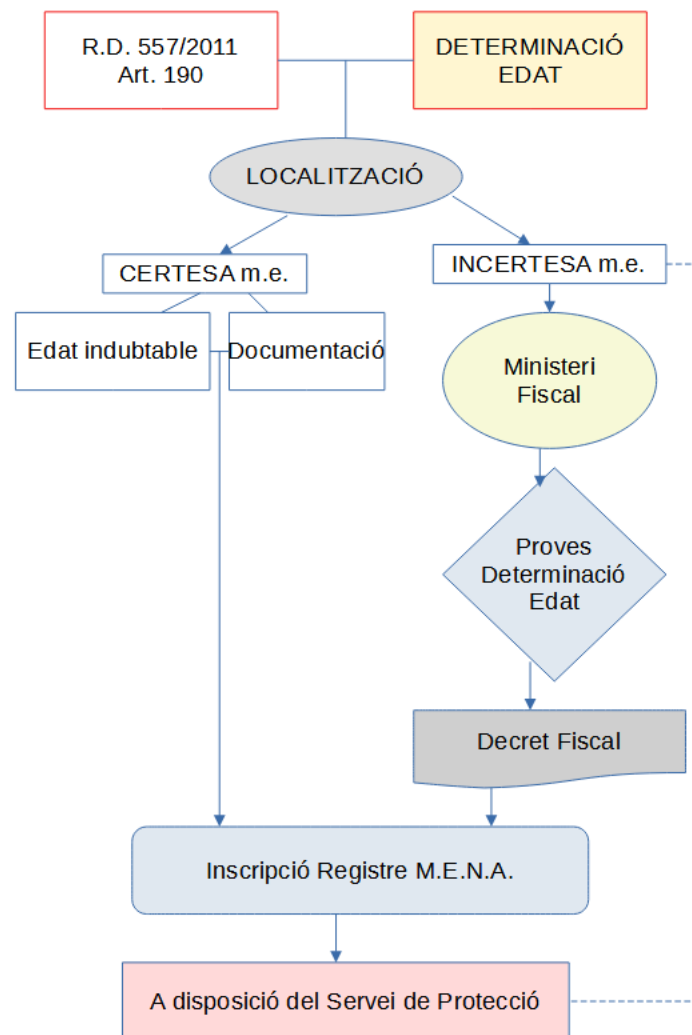 R.D. 557/2011
Art. 190
DETERMINACIÓ
EDAT
LOCALITZACIÓ
CERTESA m.e.
INCERTESA m.e.
Edat indubtable
Documentació
Ministeri
Fiscal
Proves
Determinació
Edat
Decret Fiscal
Inscripció Registre M.E.N.A.
A disposició del Servei de Protecció